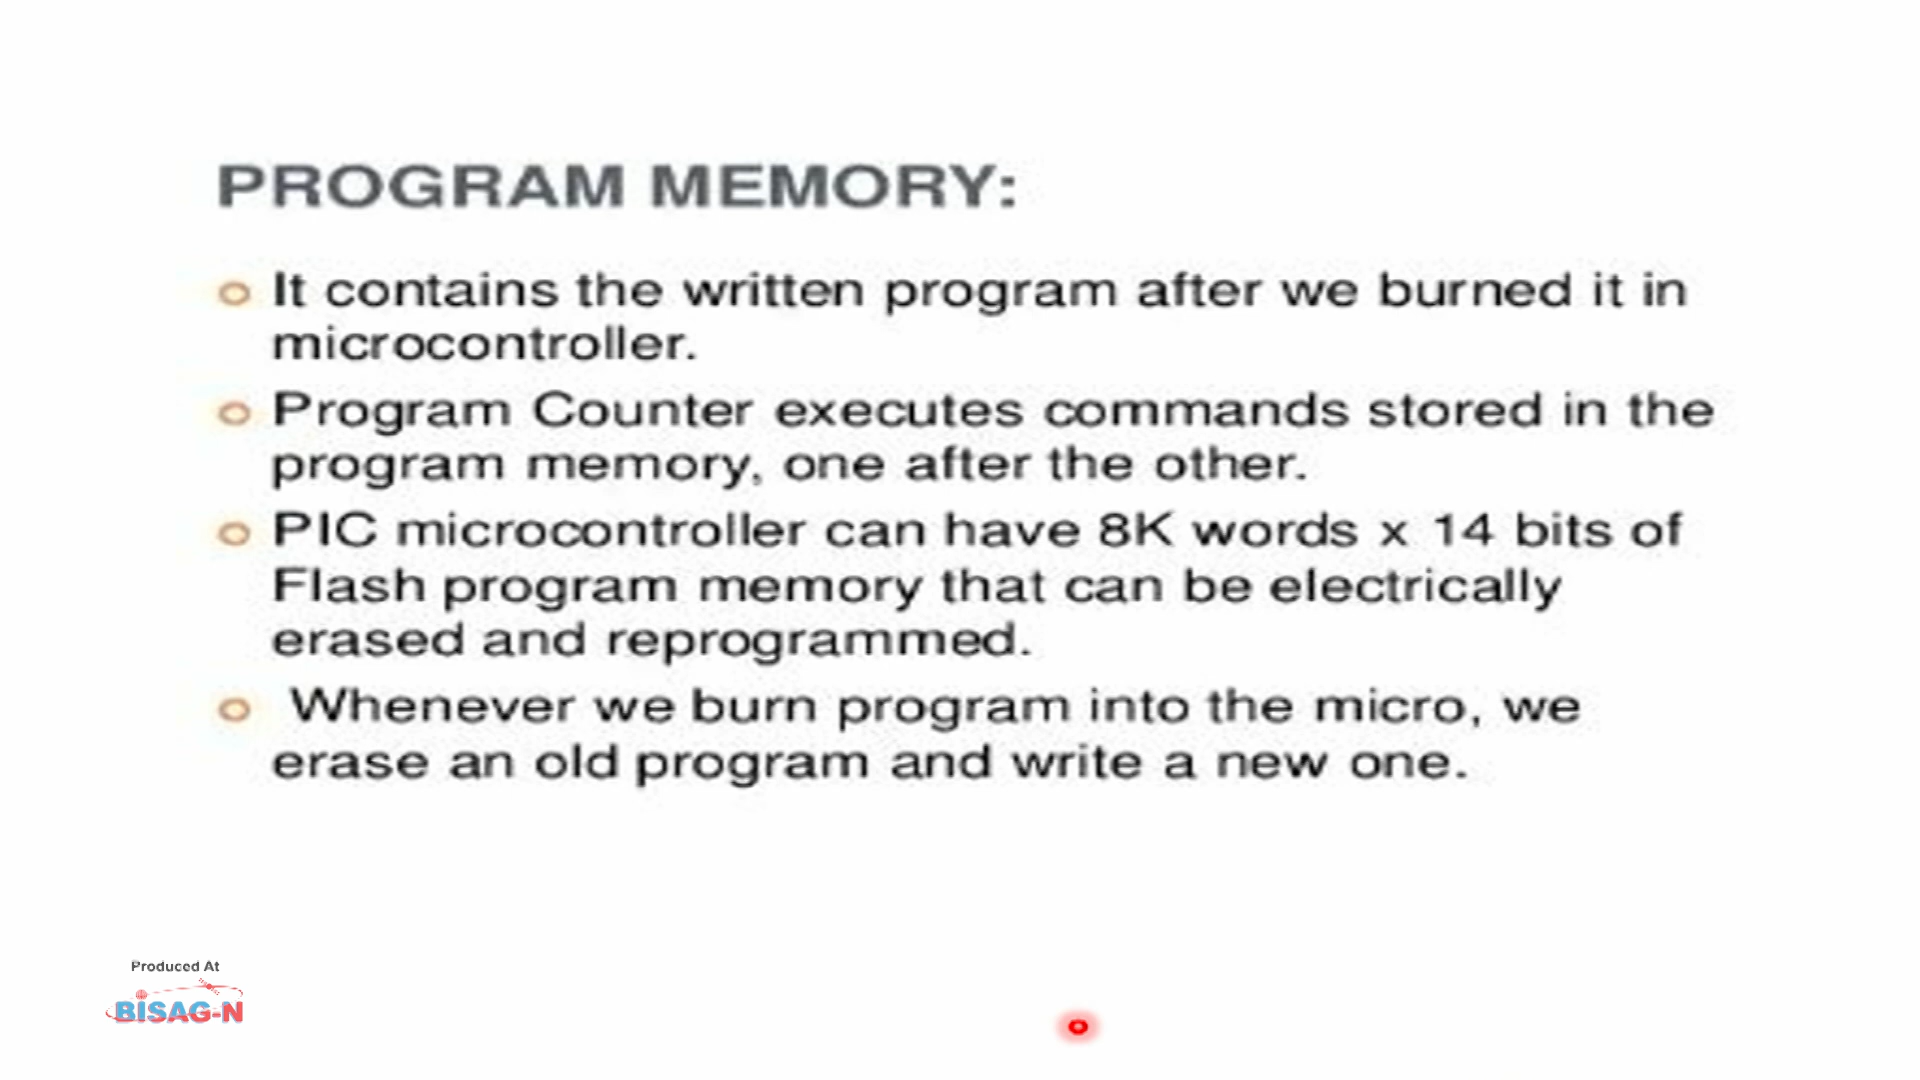 PROGRAM MEMORY:
It contains the written program after we burned it in
microcontroller.
Program Counter executes commands stored in the
program memory, one after the other.
PIC microcontroller can have 8K words x 14 bits of
Flash program memory that can be electrically
erased and reprogrammed.
Whenever we burn program into the micro, we
erase an old program and write a new one.
Produced At
BISAG-N